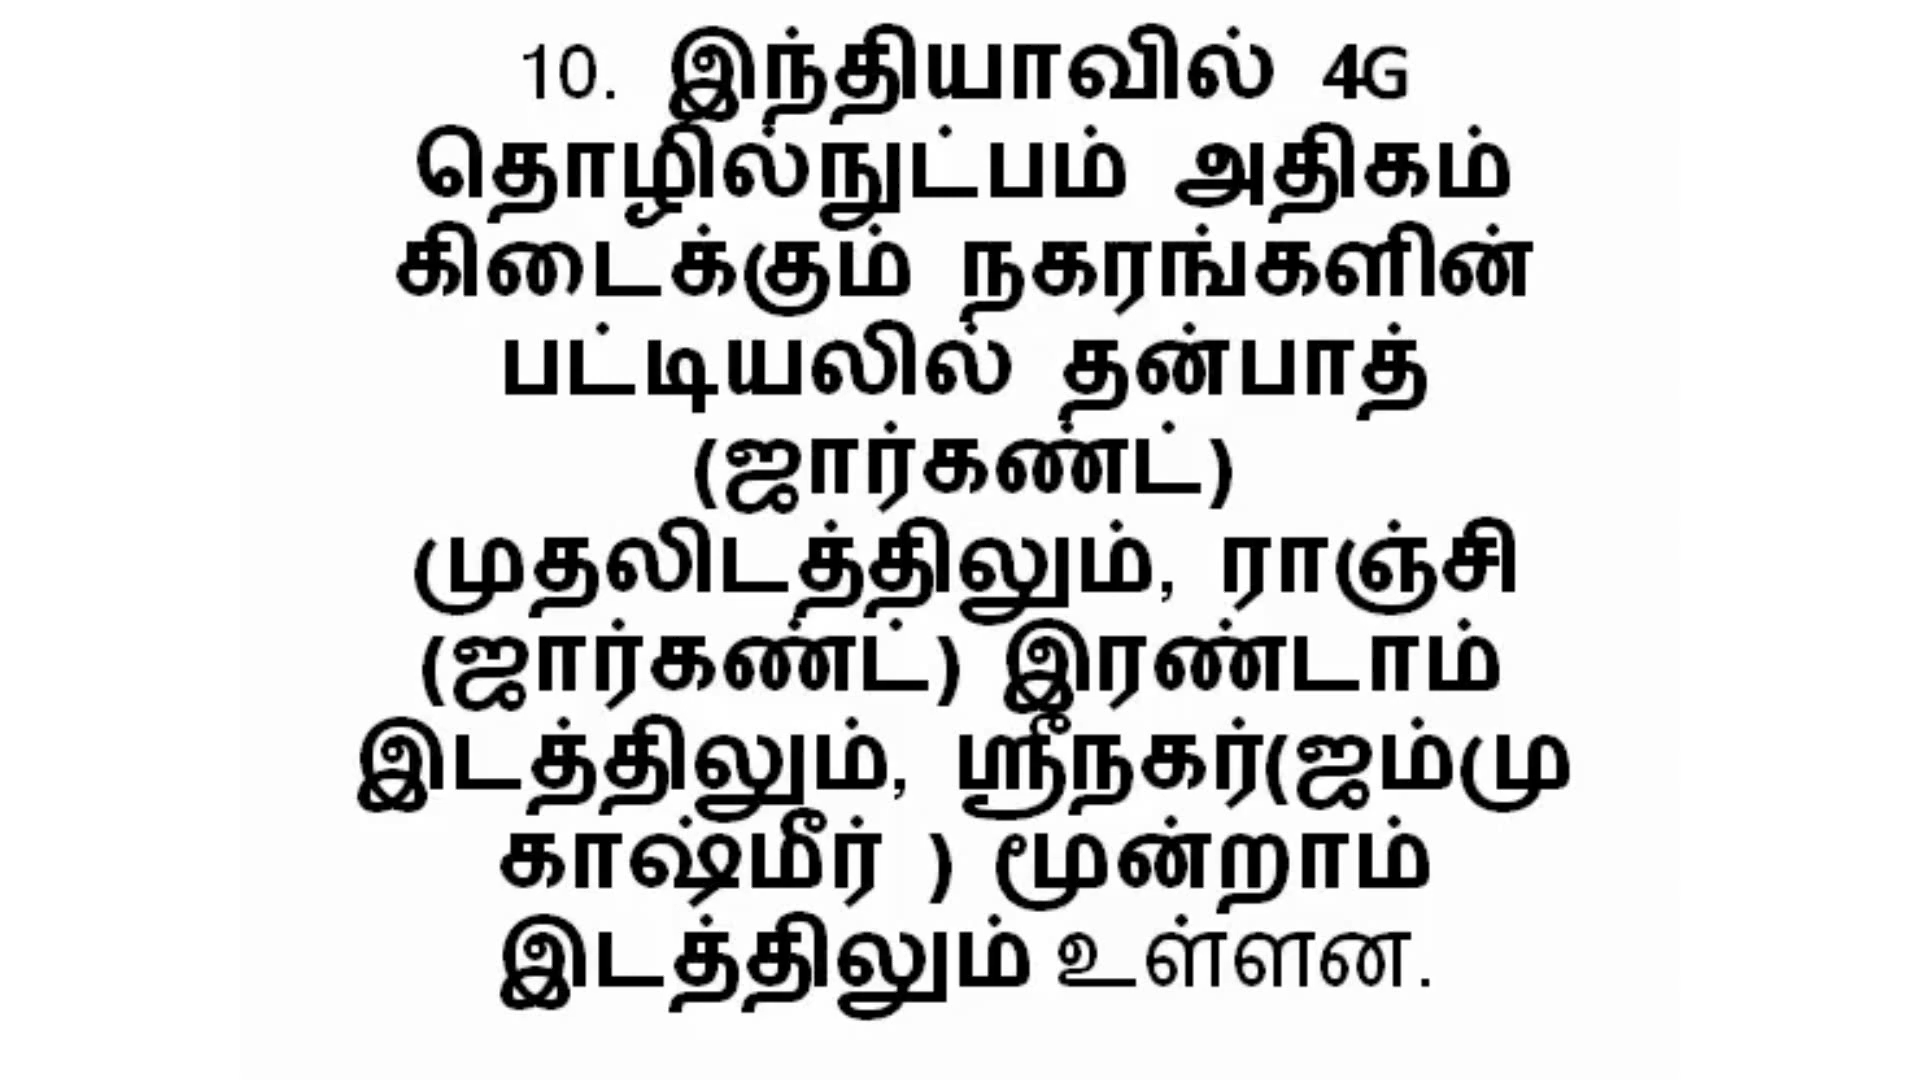 10. இந்தியாவில் 4G
தொழில்நுட்பம் அதிகம்
கிடைக்கும் நகரங்களின்
பட்டியலில் தன்பாத்
(ஜார்கண்ட்)
முதலிடத்திலும், ராஞ்சி
(ஜார்கண்ட்) இரண்டாம்
இடத்திலும், ஸ்ரீநகர்(ஜம்மு
காஷ்மீர் ) மூன்றாம்
இடத்திலும் உள்ளன.